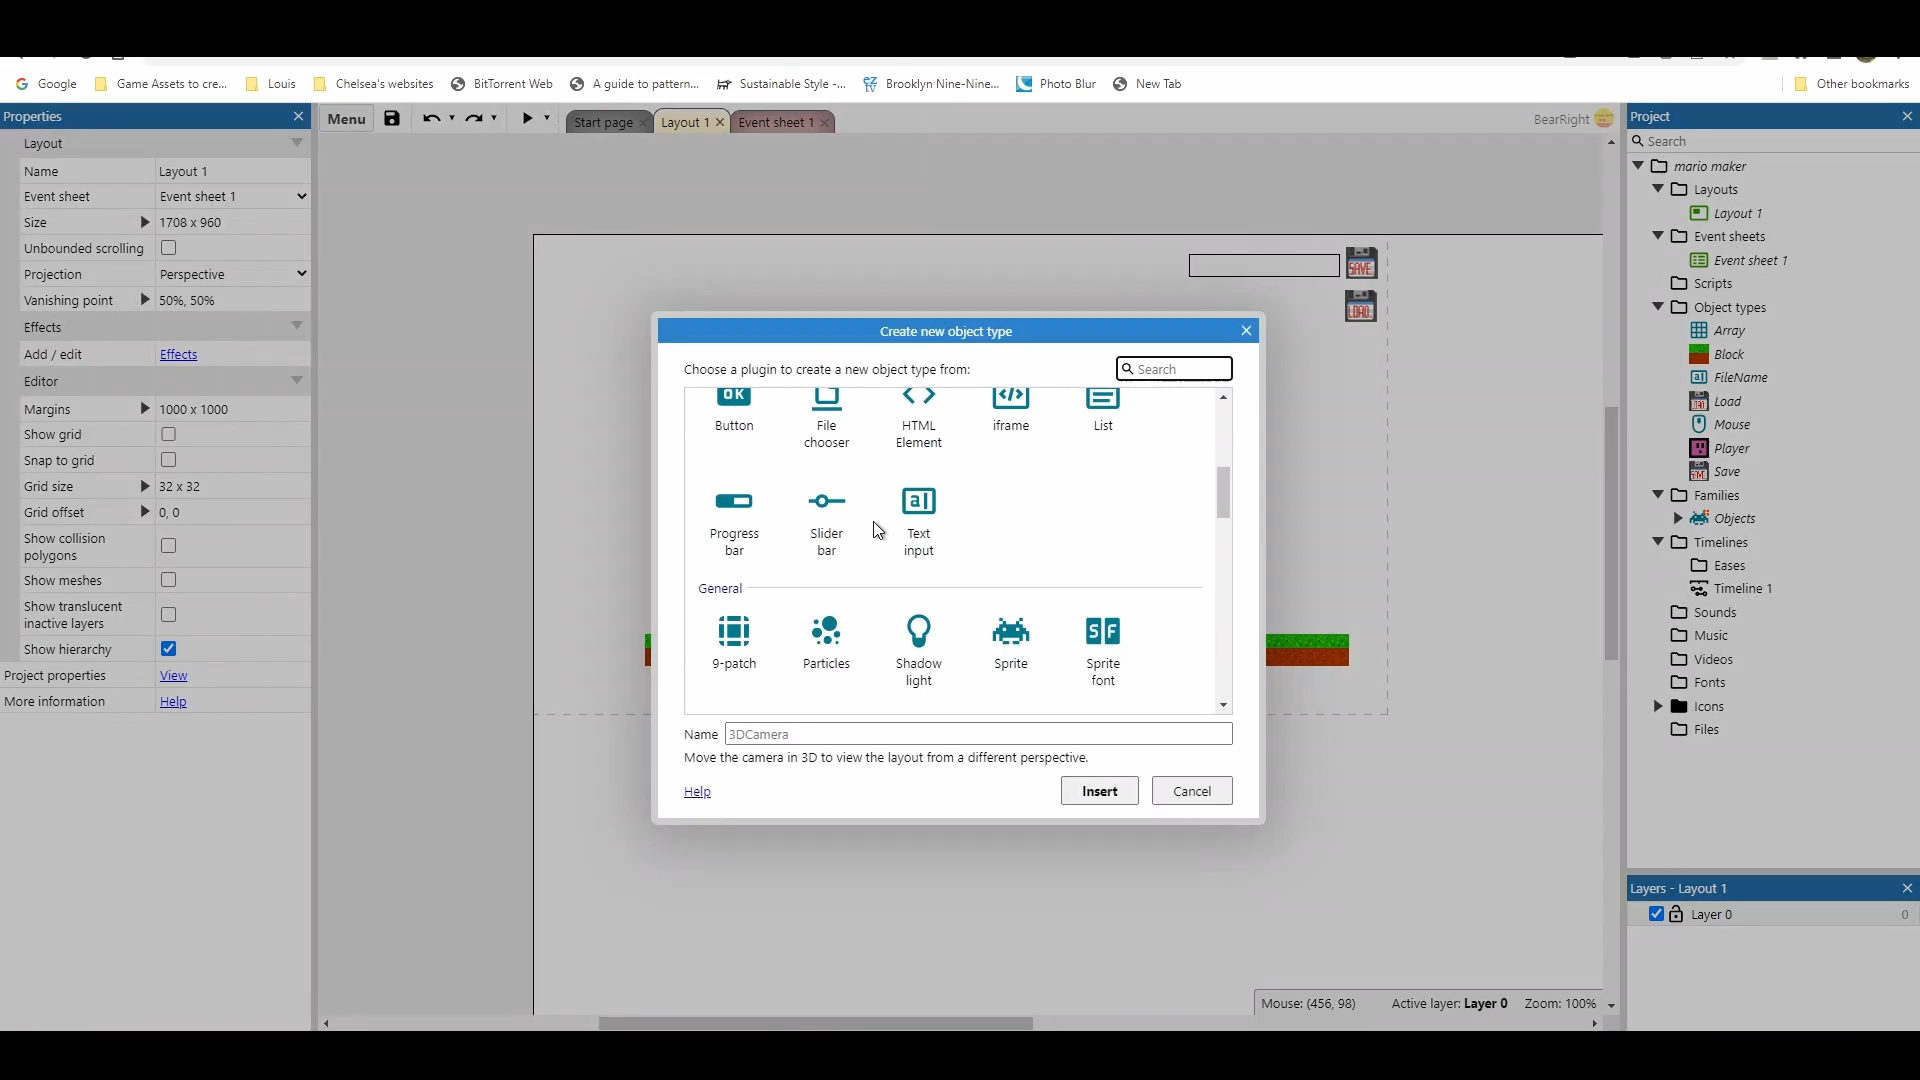 Google
Game Assets to cre...
Louis
Chelsea's websites
BitTorrent Web
A guide to pattern...
Sustainable Style -...
Brooklyn Nine-Nine...
Photo Blur
New Tab
Other bookmarks
Properties
Layout
Name
Layout 1
Event sheet
Event sheet 1
Size
1708 x 960
Unbounded scrolling
Projection
Perspective
Vanishing point
50%, 50%
Effects
Add / edit
Effects
Editor
Margins
1000 x 1000
Show grid
Snap to grid
Grid size
32 x 32
Grid offset
0, 0
Show collision
polygons
Show meshes
Show translucent
inactive layers
Show hierarchy
Project properties
View
More information
Help
Menu
Start page
Layout 1
Event sheet 1
BearRight
SAVE
LOAD
Create new object type
Choose a plugin to create a new object type from:
Search
OK
Button
File
chooser
HTML
Element
iframe
List
Progress
bar
Slider
bar
a
Text
input
General
9-patch
Particles
Shadow
light
Sprite
SF
Sprite
font
Name
3DCamera
Move the camera in 3D to view the layout from a different perspective.
Help
Insert
Cancel
Mouse: (456, 98)
Active layer: Layer 0
Zoom: 100%
Project
Search
mario maker
Layouts
Layout 1
Event sheets
Event sheet 1
Scripts
Object types
Array
Block
FileName
Load
Mouse
Player
Save
Families
Objects
Timelines
Eases
Timeline 1
Sounds
Music
Videos
Fonts
Icons
Files
Layers - Layout 1
Layer 0
0